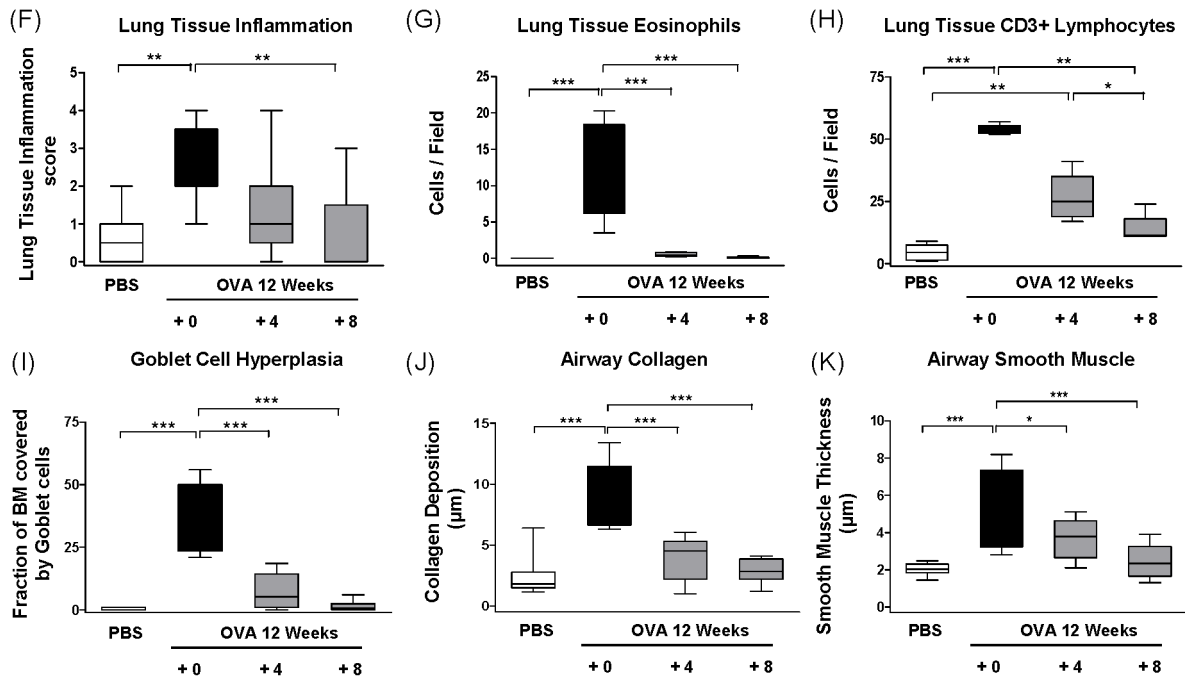 (F) Lung Tissue Inflammation
** **
Lung Tissue Inflammation
score
5
4
3
2
1
0
PBS OVA 12 Weeks
+ 0 + 4 + 8
(G) Lung Tissue Eosinophils
***
*** ***
Cells / Field
25
20
15
10
5
0
PBS OVA 12 Weeks
+ 0 + 4 + 8
(H) Lung Tissue CD3+ Lymphocytes
*** **
** *
Cells / Field
75
50
25
0
PBS OVA 12 Weeks
+ 0 + 4 + 8
(I) Goblet Cell Hyperplasia
***
*** ***
Fraction of BM covered
by Goblet cells
75
50
25
0
PBS OVA 12 Weeks
+ 0 + 4 + 8
(J) Airway Collagen
***
*** ***
Collagen Deposition
(µm)
15
10
5
0
PBS OVA 12 Weeks
+ 0 + 4 + 8
(K) Airway Smooth Muscle
***
*** *
Smooth Muscle Thickness
(µm)
10
8
6
4
2
0
PBS OVA 12 Weeks
+ 0 + 4 + 8